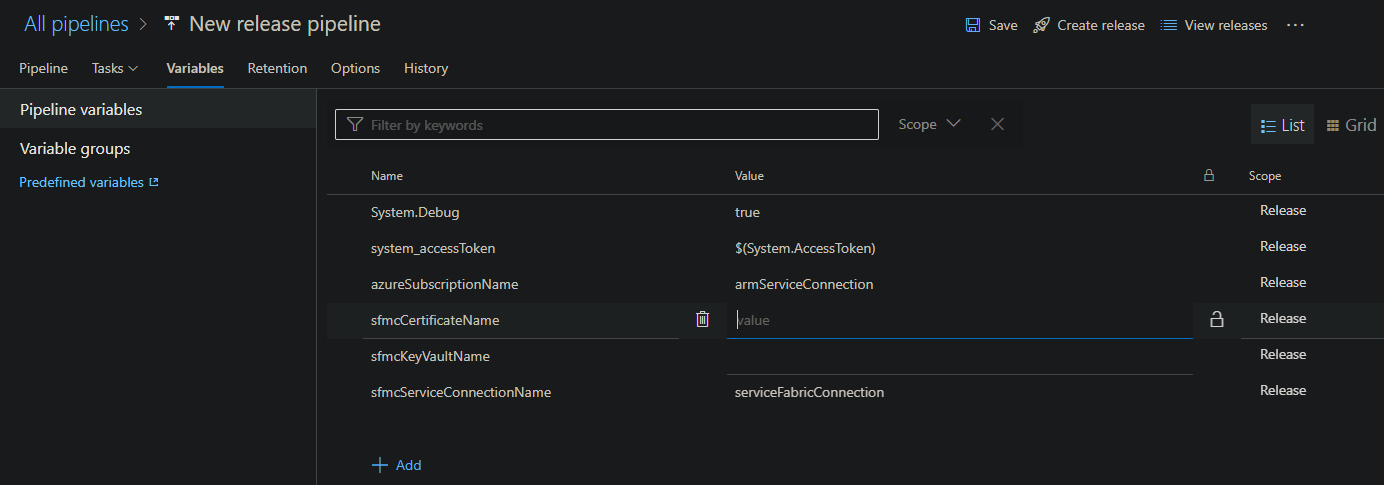 All pipelines > New release pipeline Save Create release View releases ...
Pipeline Tasks Variables Retention Options History
Pipeline variables
Variable groups
Predefined variables
Filter by keywords Scope List Grid
Name Value Scope
System.Debug true Release
system_accessToken $(System.AccessToken) Release
azureSubscriptionName armServiceConnection Release
sfmcCertificateName value Release
sfmcKeyVaultName Release
sfmcServiceConnectionName serviceFabricConnection Release
+ Add